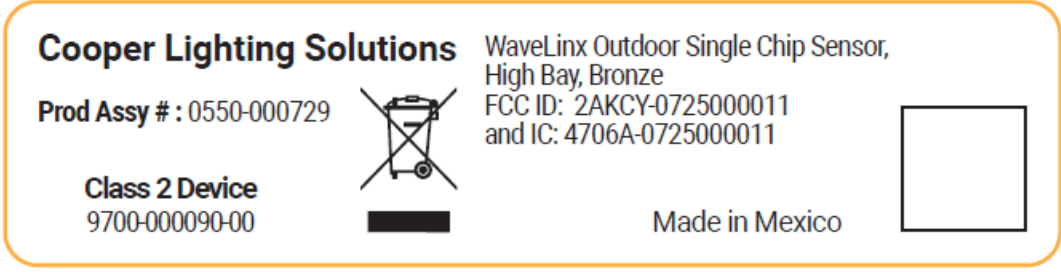 Cooper Lighting Solutions
Prod Assy # : 0550-000729
Class 2 Device
9700-000090-00
WaveLinx Outdoor Single Chip Sensor,
High Bay, Bronze
FCC ID: 2AKCY-0725000011
and IC: 4706A-0725000011
Made in Mexico